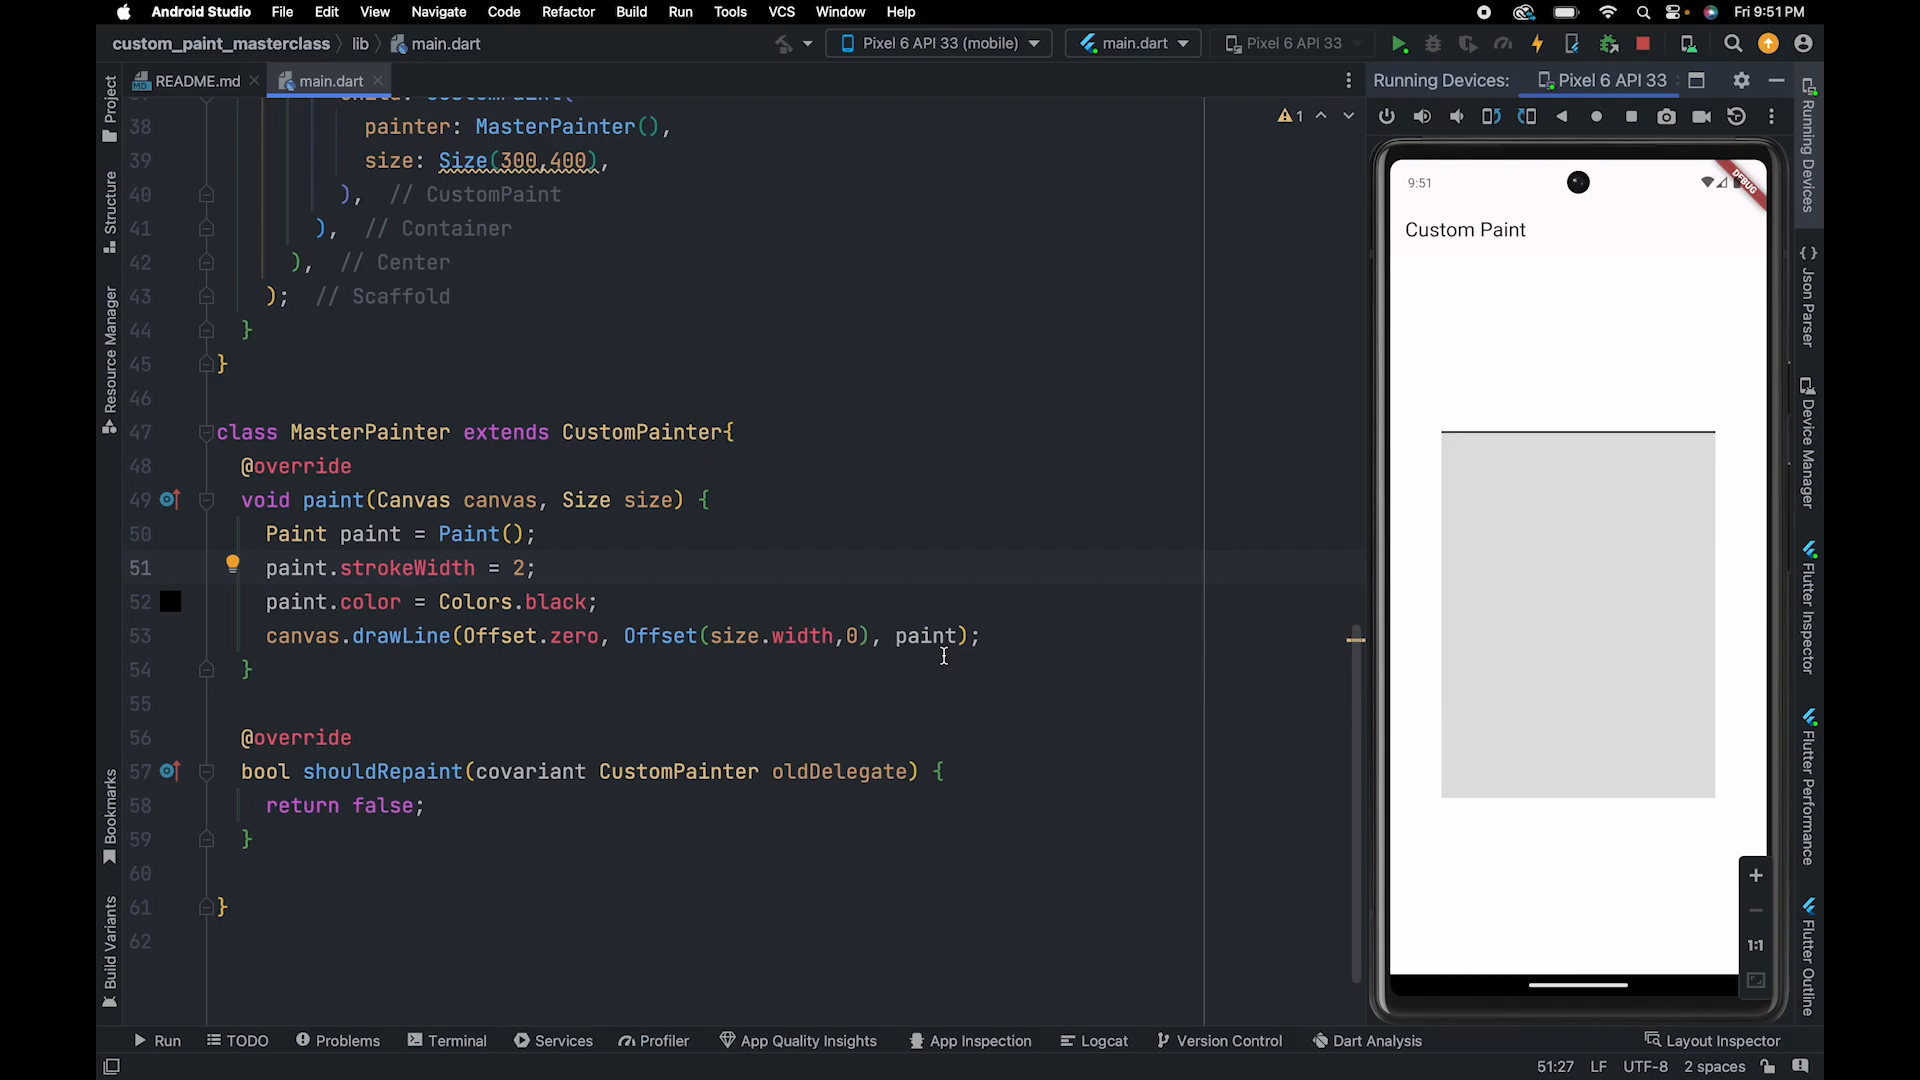 Android Studio File Edit View Navigate Code Refactor Build Run Tools VCS Window Help Fri 9:51 PM
custom_paint_masterclass lib main.dart Pixel 6 API 33 (mobile) main.dart Pixel 6 API 33
README.md main.dart Running Devices: Pixel 6 API 33
38 painter: MasterPainter(), 1
39 size: Size(300,400),
40 ), // CustomPaint
41 ), // Container
42 ), // Center
43 ); // Scaffold
44 }
45 }
46
47 class MasterPainter extends CustomPainter{
48 @override
49 void paint(Canvas canvas, Size size) {
50 Paint paint = Paint();
51 paint.strokeWidth = 2;
52 paint.color = Colors.black;
53 canvas.drawLine(Offset.zero, Offset(size.width,0), paint);
54 }
55
56 @override
57 bool shouldRepaint(covariant CustomPainter oldDelegate) {
58 return false;
59 }
60
61 }
62
Project
Structure
Resource Manager
Bookmarks
Build Variants
9:51
DEBUG
Custom Paint
+
−
1:1
Running Devices
{ } Json Parser
Device Manager
Flutter Inspector
Flutter Performance
Flutter Outline
Run TODO Problems Terminal Services Profiler App Quality Insights App Inspection Logcat Version Control Dart Analysis Layout Inspector
51:27 LF UTF-8 2 spaces